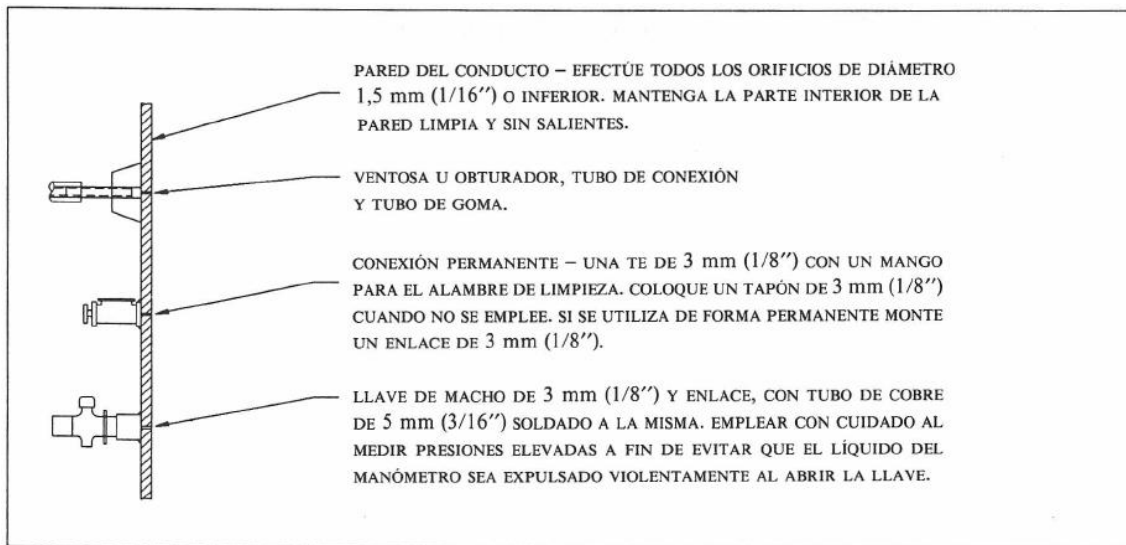 PARED DEL CONDUCTO – EFECTÚE TODOS LOS ORIFICIOS DE DIÁMETRO
1,5 mm (1/16″) O INFERIOR. MANTENGA LA PARTE INTERIOR DE LA
PARED LIMPIA Y SIN SALIENTES.
VENTOSA U OBTURADOR, TUBO DE CONEXIÓN
Y TUBO DE GOMA.
CONEXIÓN PERMANENTE – UNA TE DE 3 mm (1/8″) CON UN MANGO
PARA EL ALAMBRE DE LIMPIEZA. COLOQUE UN TAPÓN DE 3 mm (1/8″)
CUANDO NO SE EMPLEE. SI SE UTILIZA DE FORMA PERMANENTE MONTE
UN ENLACE DE 3 mm (1/8″).
LLAVE DE MACHO DE 3 mm (1/8″) Y ENLACE, CON TUBO DE COBRE
DE 5 mm (3/16″) SOLDADO A LA MISMA. EMPLEAR CON CUIDADO AL
MEDIR PRESIONES ELEVADAS A FIN DE EVITAR QUE EL LÍQUIDO DEL
MANÓMETRO SEA EXPULSADO VIOLENTAMENTE AL ABRIR LA LLAVE.